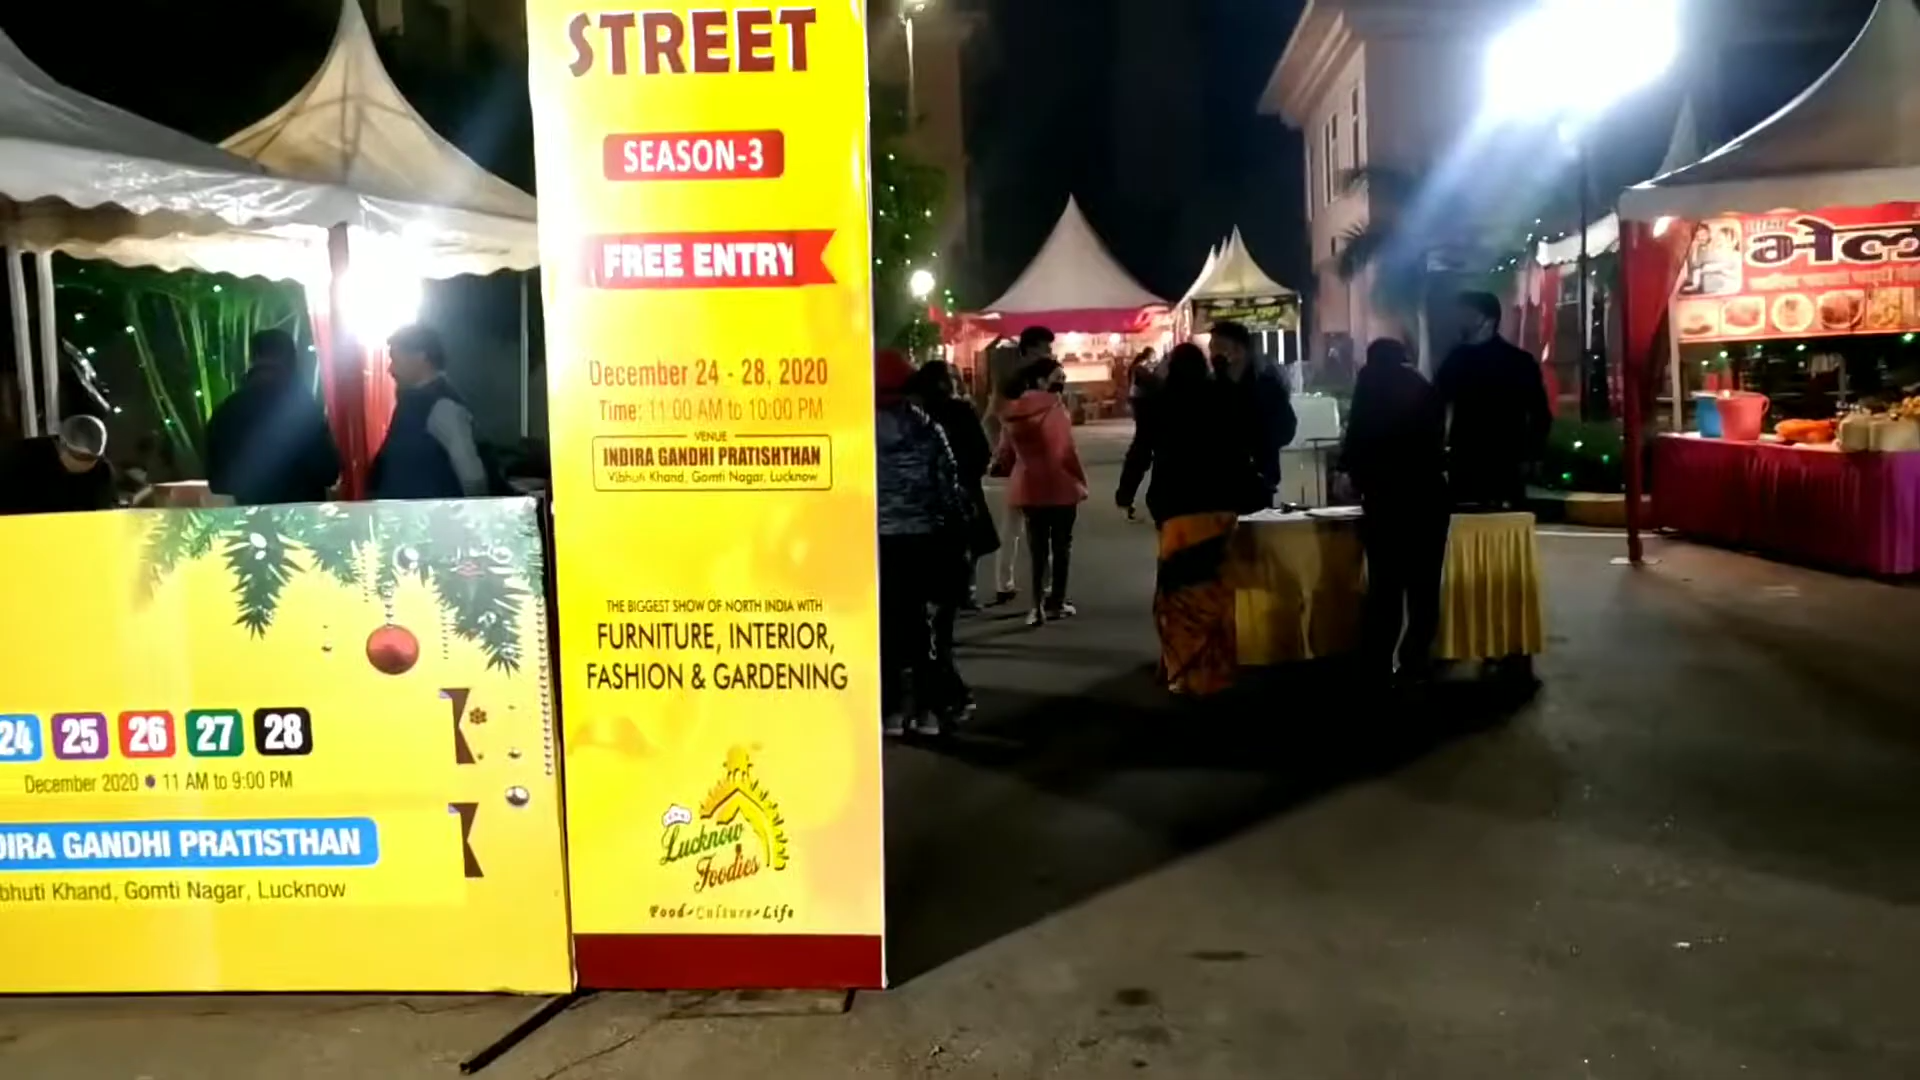 STREET
SEASON-3
FREE ENTRY
December 24 - 28, 2020
Time: 11:00 AM to 10:00 PM
VENUE
INDIRA GANDHI PRATISHTHAN
Vibhuti Khand, Gomti Nagar, Lucknow
THE BIGGEST SHOW OF NORTH INDIA WITH
FURNITURE, INTERIOR,
FASHION & GARDENING
Lucknow
Foodies
Food-Culture-Life
24 25 26 27 28
December 2020 • 11 AM to 9:00 PM
DIRA GANDHI PRATISTHAN
bhuti Khand, Gomti Nagar, Lucknow